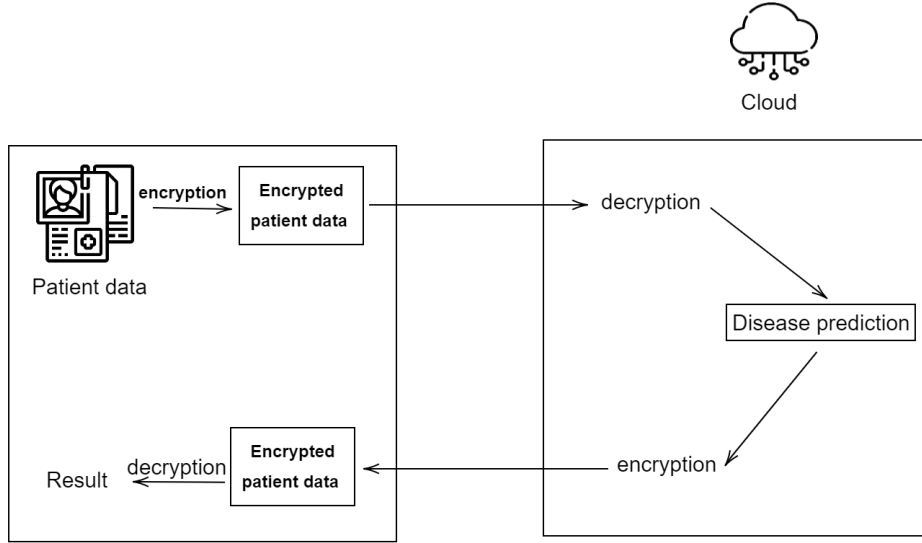 Cloud
encryption
Encrypted
patient data
Patient data
decryption
Disease prediction
encryption
Encrypted
patient data
decryption
Result